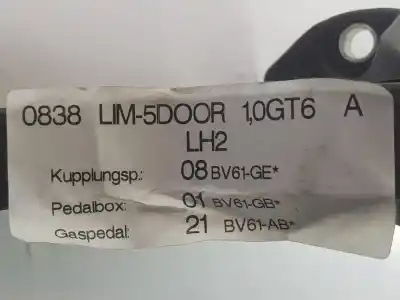 0838 LIM-5DOOR 1,0GT6 A
LH2
Kupplungsp.: 08 BV61-GE*
Pedalbox: 01 BV61-GB*
Gaspedal: 21 BV61-AB*